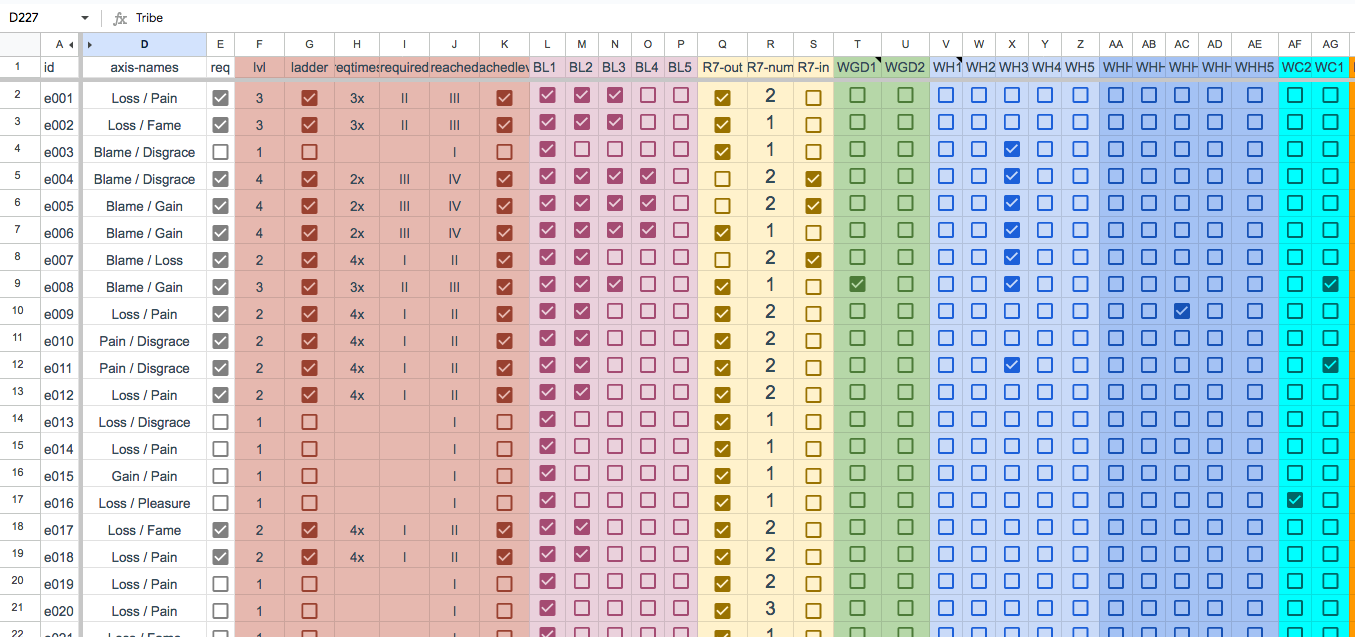 D227 fx Tribe
A D E F G H I J K L M N O P Q R S T U V W X Y Z AA AB AC AD AE AF AG
1 id axis-names req lvl ladder reqtimes required reached achedlev BL1 BL2 BL3 BL4 BL5 R7-out R7-num R7-in WGD1 WGD2 WH1 WH2 WH3 WH4 WH5 WHH WHH WHH WHH WHH5 WC2 WC1
2 e001 Loss / Pain 3 3x II III 2
3 e002 Loss / Fame 3 3x II III 1
4 e003 Blame / Disgrace 1 I 1
5 e004 Blame / Disgrace 4 2x III IV 2
6 e005 Blame / Gain 4 2x III IV 2
7 e006 Blame / Gain 4 2x III IV 1
8 e007 Blame / Loss 2 4x I II 2
9 e008 Blame / Gain 3 3x II III 1
10 e009 Loss / Pain 2 4x I II 2
11 e010 Pain / Disgrace 2 4x I II 2
12 e011 Pain / Disgrace 2 4x I II 2
13 e012 Loss / Pain 2 4x I II 2
14 e013 Loss / Disgrace 1 I 1
15 e014 Loss / Pain 1 I 1
16 e015 Gain / Pain 1 I 1
17 e016 Loss / Pleasure 1 I 1
18 e017 Loss / Fame 2 4x I II 2
19 e018 Loss / Pain 2 4x I II 2
20 e019 Loss / Pain 1 I 2
21 e020 Loss / Pain 1 I 3
22 e021 Loss / Fame 1 I 1